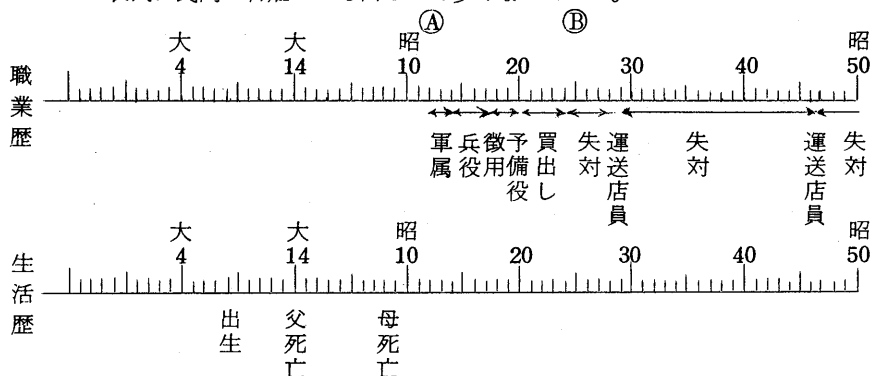 Ⓐ Ⓑ
大 大 昭 昭
4 14 10 20 30 40 50
職業歴
軍属 兵役 徴用 予備役 買出し 失対 運送店員 失対 運送店員 失対
大 大 昭 昭
4 14 10 20 30 40 50
生活歴
出生 父死亡 母死亡